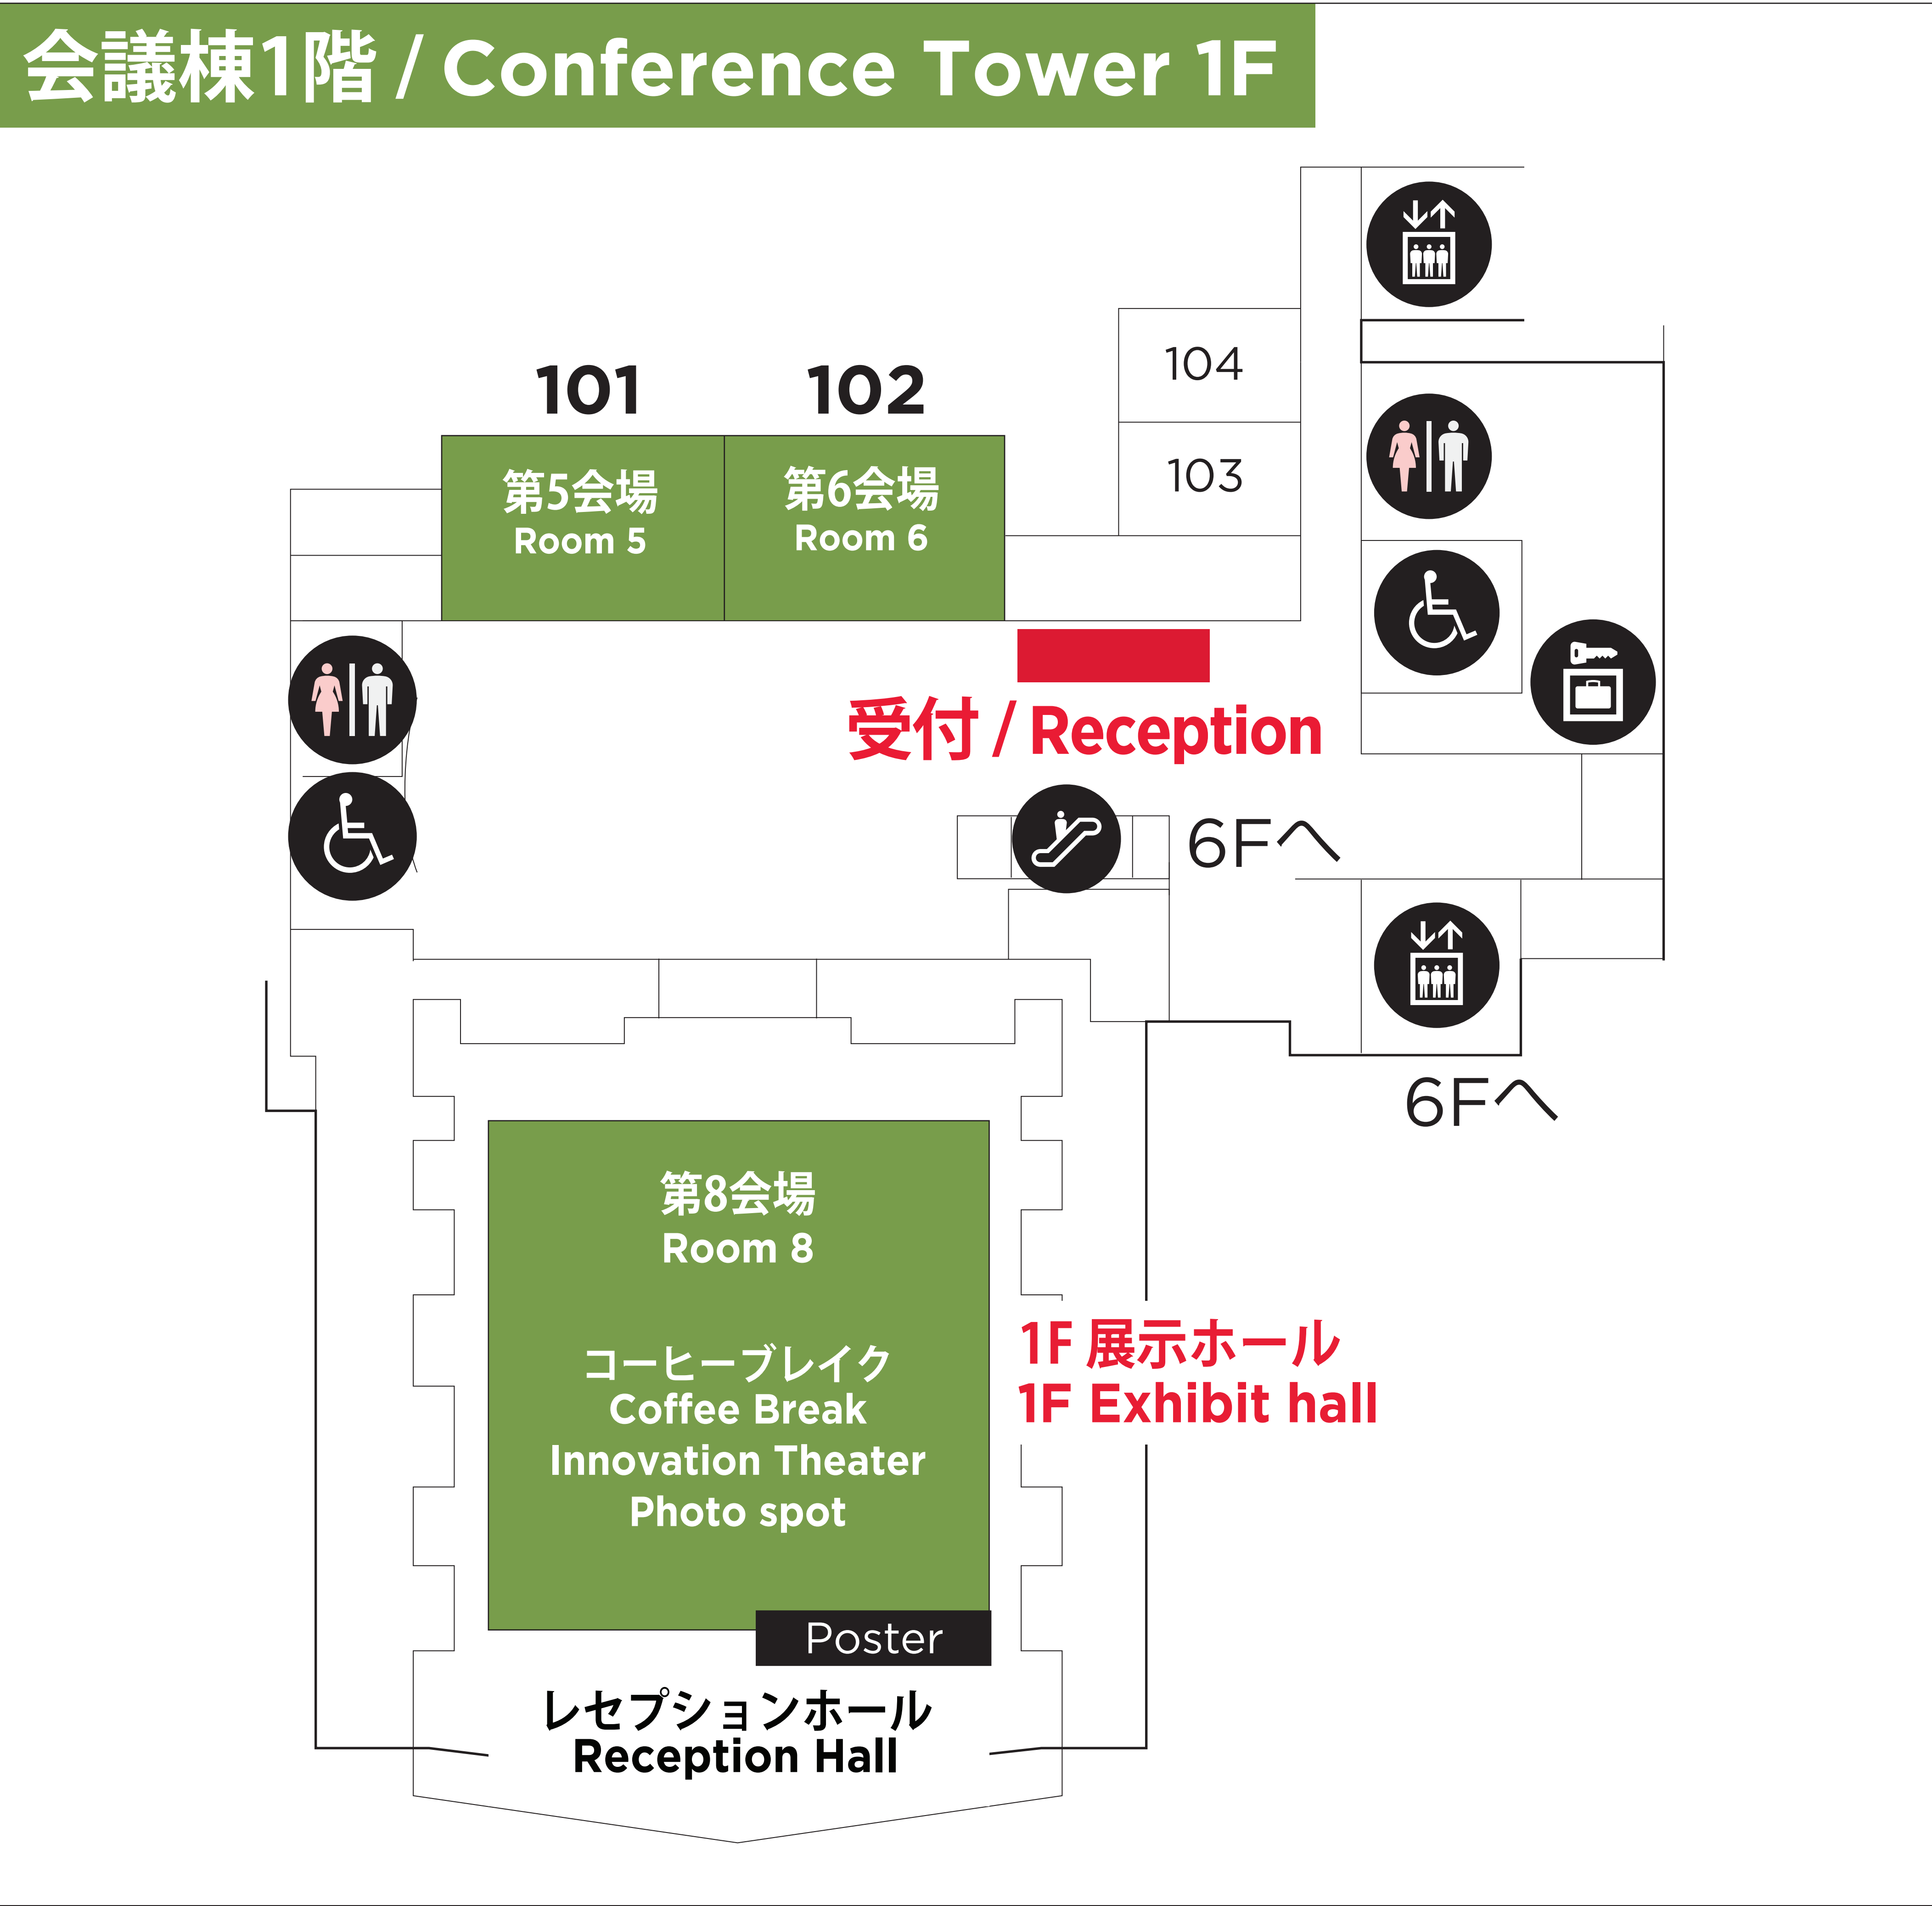 会議棟1階 / Conference Tower 1F
101
102
104
103
第5会場
Room 5
第6会場
Room 6
受付 / Reception
6Fへ
6Fへ
第8会場
Room 8
コーヒーブレイク
Coffee Break
Innovation Theater
Photo spot
1F 展示ホール
1F Exhibit hall
Poster
レセプションホール
Reception Hall